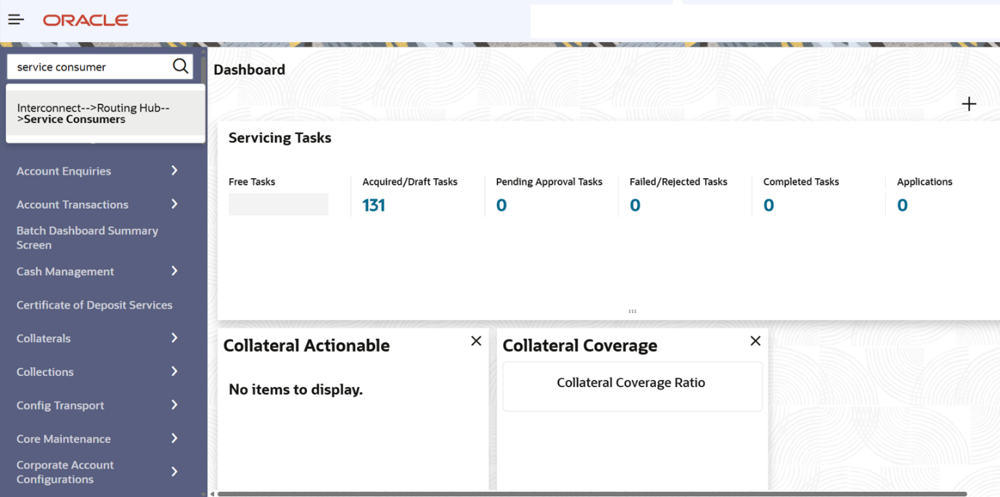 ORACLE
service consumer
Interconnect-->Routing Hub--
>Service Consumers
Account Enquiries
Account Transactions
Batch Dashboard Summary
Screen
Cash Management
Certificate of Deposit Services
Collaterals
Collections
Config Transport
Core Maintenance
Corporate Account
Configurations
Dashboard
Servicing Tasks
Free Tasks
Acquired/Draft Tasks
131
Pending Approval Tasks
0
Failed/Rejected Tasks
0
Completed Tasks
0
Applications
0
Collateral Actionable
No items to display.
Collateral Coverage
Collateral Coverage Ratio